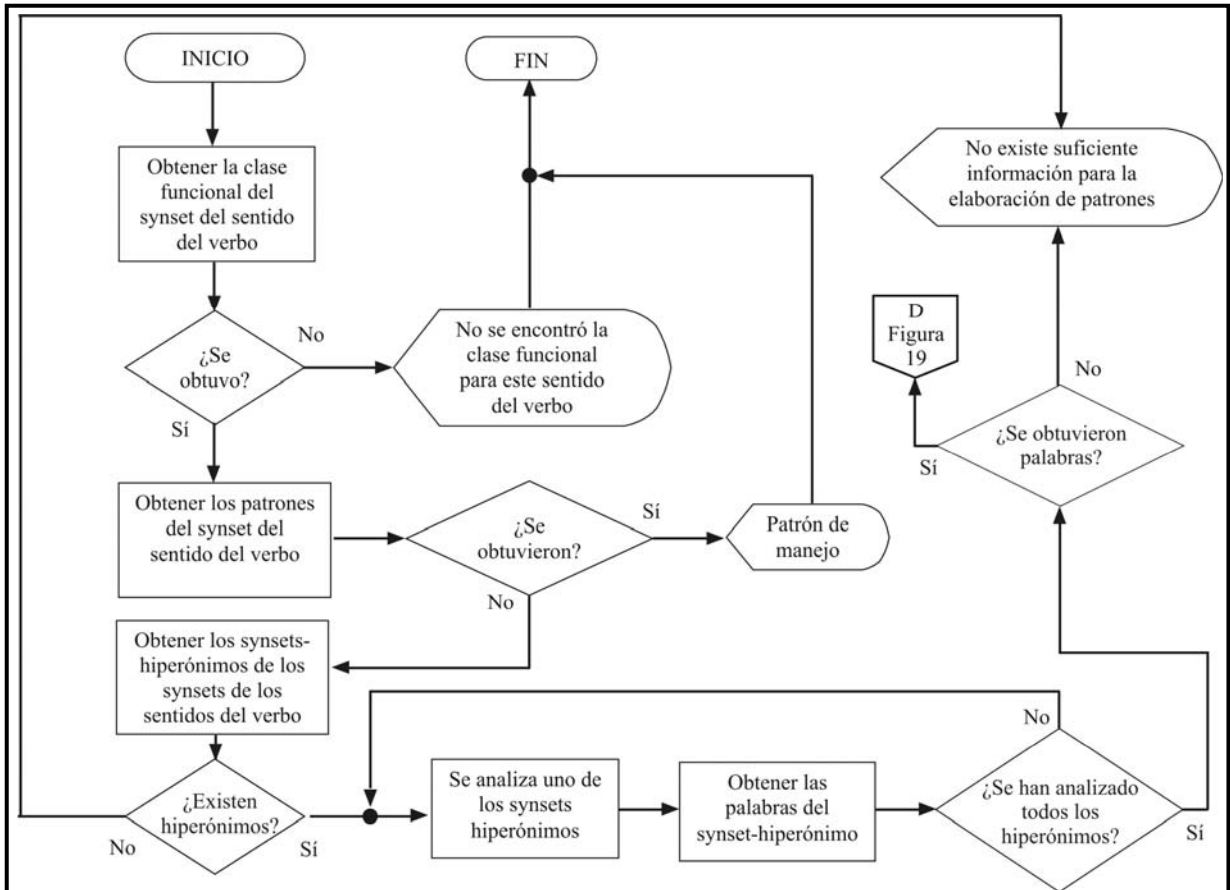 INICIO
FIN
Obtener la clase
funcional del
synset del sentido
del verbo
No existe suficiente
información para la
elaboración de patrones
¿Se
obtuvo?
No
Sí
No se encontró la
clase funcional
para este sentido
del verbo
D
Figura
19
No
¿Se obtuvieron
palabras?
Sí
Obtener los patrones
del synset del
sentido del verbo
¿Se
obtuvieron?
Sí
No
Patrón de
manejo
Obtener los synsets-
hiperónimos de los
synsets de los
sentidos del verbo
¿Existen
hiperónimos?
No
Sí
Se analiza uno de
los synsets
hiperónimos
Obtener las
palabras del
synset-hiperónimo
No
¿Se han analizado
todos los
hiperónimos?
Sí